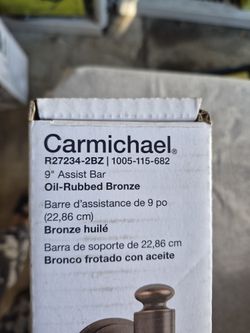 Carmichael®
R27234-2BZ | 1005-115-682
9" Assist Bar
Oil-Rubbed Bronze
Barre d'assistance de 9 po
(22,86 cm)
Bronze huilé
Barra de soporte de 22,86 cm
Bronco frotado con aceite